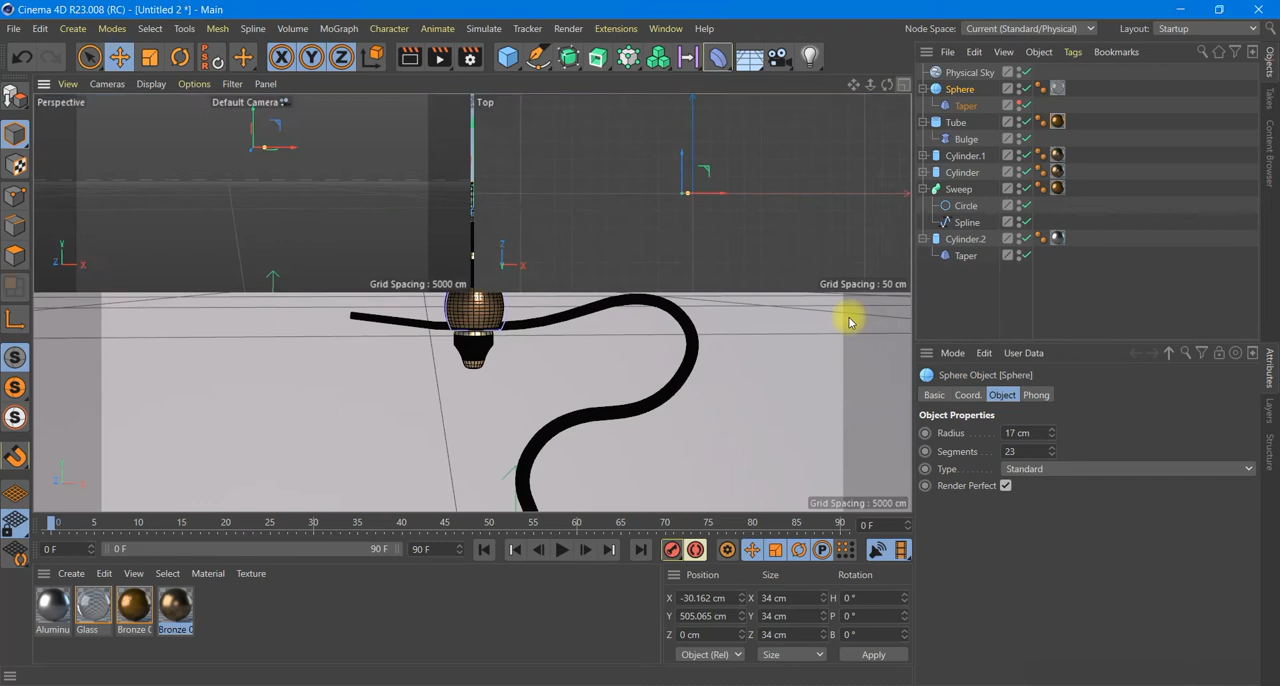 Cinema 4D R23.008 (RC) - [Untitled 2 *] - Main
File Edit Create Modes Select Tools Mesh Spline Volume MoGraph Character Animate Simulate Tracker Render Extensions Window Help Node Space: Current (Standard/Physical) Layout: Startup
View Cameras Display Options Filter Panel
File Edit View Object Tags Bookmarks
Perspective Default Camera Top
Y X Z
Z X Y
Grid Spacing : 5000 cm Grid Spacing : 50 cm
Grid Spacing : 5000 cm
Physical Sky
Sphere
Taper
Tube
Bulge
Cylinder.1
Cylinder
Sweep
Circle
Spline
Cylinder.2
Taper
Objects
Takes
Content Browser
Mode Edit User Data
Sphere Object [Sphere]
Basic Coord. Object Phong
Object Properties
Radius 17 cm
Segments 23
Type Standard
Render Perfect
Attributes
Layers
Structure
0 5 10 15 20 25 30 35 40 45 50 55 60 65 70 75 80 85 90 0 F
0 F 0 F 90 F 90 F
Create Edit View Select Material Texture
Aluminu Glass Bronze C Bronze C
Position Size Rotation
X -30.162 cm X 34 cm H 0 °
Y 505.065 cm Y 34 cm P 0 °
Z 0 cm Z 34 cm B 0 °
Object (Rel) Size Apply